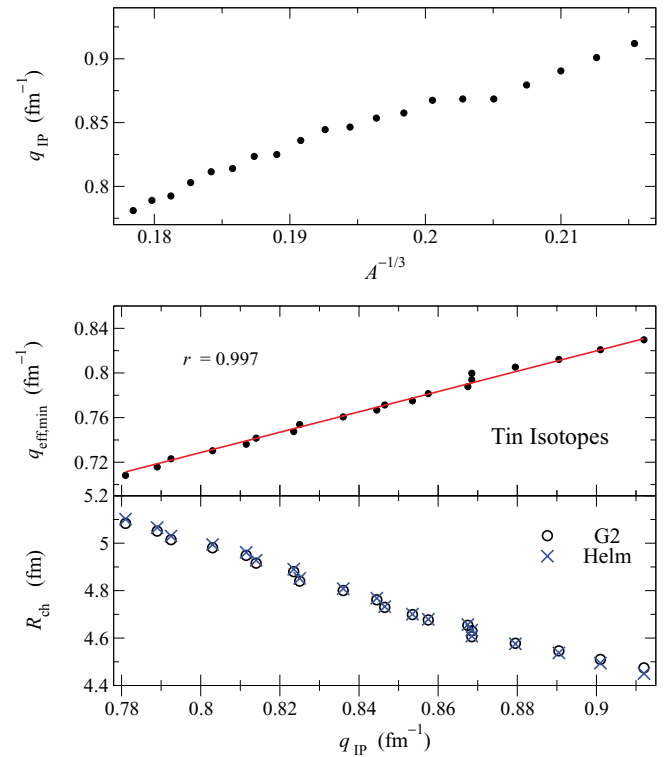 0.9
0.85
0.8
q IP (fm⁻¹)
0.18 0.19 0.2 0.21
A⁻¹/³
0.84
0.8
0.76
0.72
q eff,min (fm⁻¹)
r = 0.997
Tin Isotopes
5.2
5
4.8
4.6
4.4
R ch (fm)
G2
Helm
0.78 0.8 0.82 0.84 0.86 0.88 0.9
q IP (fm⁻¹)